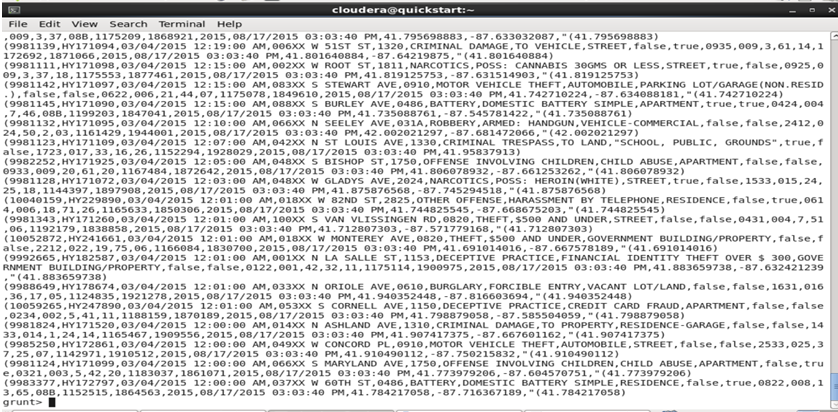 cloudera@quickstart:~
File Edit View Search Terminal Help
,009,3,37,08B,1175209,1868921,2015,08/17/2015 03:03:40 PM,41.795698883,-87.633032087,"(41.795698883)
(9981139,HY171094,03/04/2015 12:19:00 AM,006XX W 51ST ST,1320,CRIMINAL DAMAGE,TO VEHICLE,STREET,false,true,0935,009,3,61,14,1
172692,1871066,2015,08/17/2015 03:03:40 PM,41.801640884,-87.64219875,"(41.801640884)
(9981111,HY171098,03/04/2015 12:15:00 AM,002XX W ROOT ST,1811,NARCOTICS,POSS: CANNABIS 30GMS OR LESS,STREET,true,false,0925,0
09,3,37,18,1175553,1877461,2015,08/17/2015 03:03:40 PM,41.819125753,-87.631514903,"(41.819125753)
(9981142,HY171097,03/04/2015 12:15:00 AM,083XX S STEWART AVE,0910,MOTOR VEHICLE THEFT,AUTOMOBILE,PARKING LOT/GARAGE(NON.RESID
.),false,false,0622,006,21,44,07,1175078,1849610,2015,08/17/2015 03:03:40 PM,41.742710224,-87.634088181,"(41.742710224)
(9981145,HY171090,03/04/2015 12:12:00 AM,088XX S BURLEY AVE,0486,BATTERY,DOMESTIC BATTERY SIMPLE,APARTMENT,true,true,0424,004
,7,46,08B,1199203,1847041,2015,08/17/2015 03:03:40 PM,41.735088761,-87.545781422,"(41.735088761)
(9981132,HY171095,03/04/2015 12:10:00 AM,066XX N SEELEY AVE,031A,ROBBERY,ARMED: HANDGUN,VEHICLE-COMMERCIAL,false,false,2412,0
24,50,2,03,1161429,1944001,2015,08/17/2015 03:03:40 PM,42.002021297,-87.681472066,"(42.002021297)
(9981123,HY171109,03/04/2015 12:07:00 AM,042XX N ST LOUIS AVE,1330,CRIMINAL TRESPASS,TO LAND,"SCHOOL, PUBLIC, GROUNDS",true,f
alse,1723,017,33,16,26,1152294,1928029,2015,08/17/2015 03:03:40 PM,41.95837913)
(9982252,HY171925,03/04/2015 12:05:00 AM,048XX S BISHOP ST,1750,OFFENSE INVOLVING CHILDREN,CHILD ABUSE,APARTMENT,false,false,
0933,009,20,61,20,1167484,1872642,2015,08/17/2015 03:03:40 PM,41.806078932,-87.661253262,"(41.806078932)
(9981128,HY171072,03/04/2015 12:03:00 AM,048XX W GLADYS AVE,2024,NARCOTICS,POSS: HEROIN(WHITE),STREET,true,false,1533,015,24,
25,18,1144397,1897908,2015,08/17/2015 03:03:40 PM,41.875876568,-87.745294518,"(41.875876568)
(10040159,HY229890,03/04/2015 12:01:00 AM,018XX W 82ND ST,2825,OTHER OFFENSE,HARASSMENT BY TELEPHONE,RESIDENCE,false,true,061
4,006,18,71,26,1165633,1850306,2015,08/17/2015 03:03:40 PM,41.744825545,-87.668675203,"(41.744825545)
(9981343,HY171260,03/04/2015 12:01:00 AM,100XX S VAN VLISSINGEN RD,0820,THEFT,$500 AND UNDER,STREET,false,false,0431,004,7,51
,06,1192179,1838858,2015,08/17/2015 03:03:40 PM,41.712807303,-87.571779168,"(41.712807303)
(10052872,HY241661,03/04/2015 12:01:00 AM,018XX W MONTEREY AVE,0820,THEFT,$500 AND UNDER,GOVERNMENT BUILDING/PROPERTY,false,f
alse,2212,022,19,75,06,1166084,1830700,2015,08/17/2015 03:03:40 PM,41.691014016,-87.667578189,"(41.691014016)
(9992665,HY182587,03/04/2015 12:01:00 AM,001XX N LA SALLE ST,1153,DECEPTIVE PRACTICE,FINANCIAL IDENTITY THEFT OVER $ 300,GOVE
RNMENT BUILDING/PROPERTY,false,false,0122,001,42,32,11,1175114,1900975,2015,08/17/2015 03:03:40 PM,41.883659738,-87.632421239
,"(41.883659738)
(9988649,HY178674,03/04/2015 12:01:00 AM,033XX N ORIOLE AVE,0610,BURGLARY,FORCIBLE ENTRY,VACANT LOT/LAND,false,false,1631,016
,36,17,05,1124835,1921278,2015,08/17/2015 03:03:40 PM,41.940352448,-87.816603694,"(41.940352448)
(10059265,HY247890,03/04/2015 12:01:00 AM,053XX S CORNELL AVE,1150,DECEPTIVE PRACTICE,CREDIT CARD FRAUD,APARTMENT,false,false
,0234,002,5,41,11,1188159,1870189,2015,08/17/2015 03:03:40 PM,41.798879058,-87.585504059,"(41.798879058)
(9981824,HY171520,03/04/2015 12:00:00 AM,014XX N ASHLAND AVE,1310,CRIMINAL DAMAGE,TO PROPERTY,RESIDENCE-GARAGE,false,false,14
33,014,1,24,14,1165467,1909556,2015,08/17/2015 03:03:40 PM,41.907417375,-87.667601162,"(41.907417375)
(9985250,HY172861,03/04/2015 12:00:00 AM,049XX W CONCORD PL,0910,MOTOR VEHICLE THEFT,AUTOMOBILE,STREET,false,false,2533,025,3
7,25,07,1142971,1910512,2015,08/17/2015 03:03:40 PM,41.910490112,-87.750215832,"(41.910490112)
(9981124,HY171099,03/04/2015 12:00:00 AM,066XX S MARYLAND AVE,1750,OFFENSE INVOLVING CHILDREN,CHILD ABUSE,APARTMENT,false,tru
e,0321,003,5,42,20,1183037,1861071,2015,08/17/2015 03:03:40 PM,41.773979206,-87.604570751,"(41.773979206)
(9983377,HY172797,03/04/2015 12:00:00 AM,037XX W 60TH ST,0486,BATTERY,DOMESTIC BATTERY SIMPLE,RESIDENCE,false,true,0822,008,1
3,65,08B,1152515,1864563,2015,08/17/2015 03:03:40 PM,41.784217058,-87.716367189,"(41.784217058)
grunt>